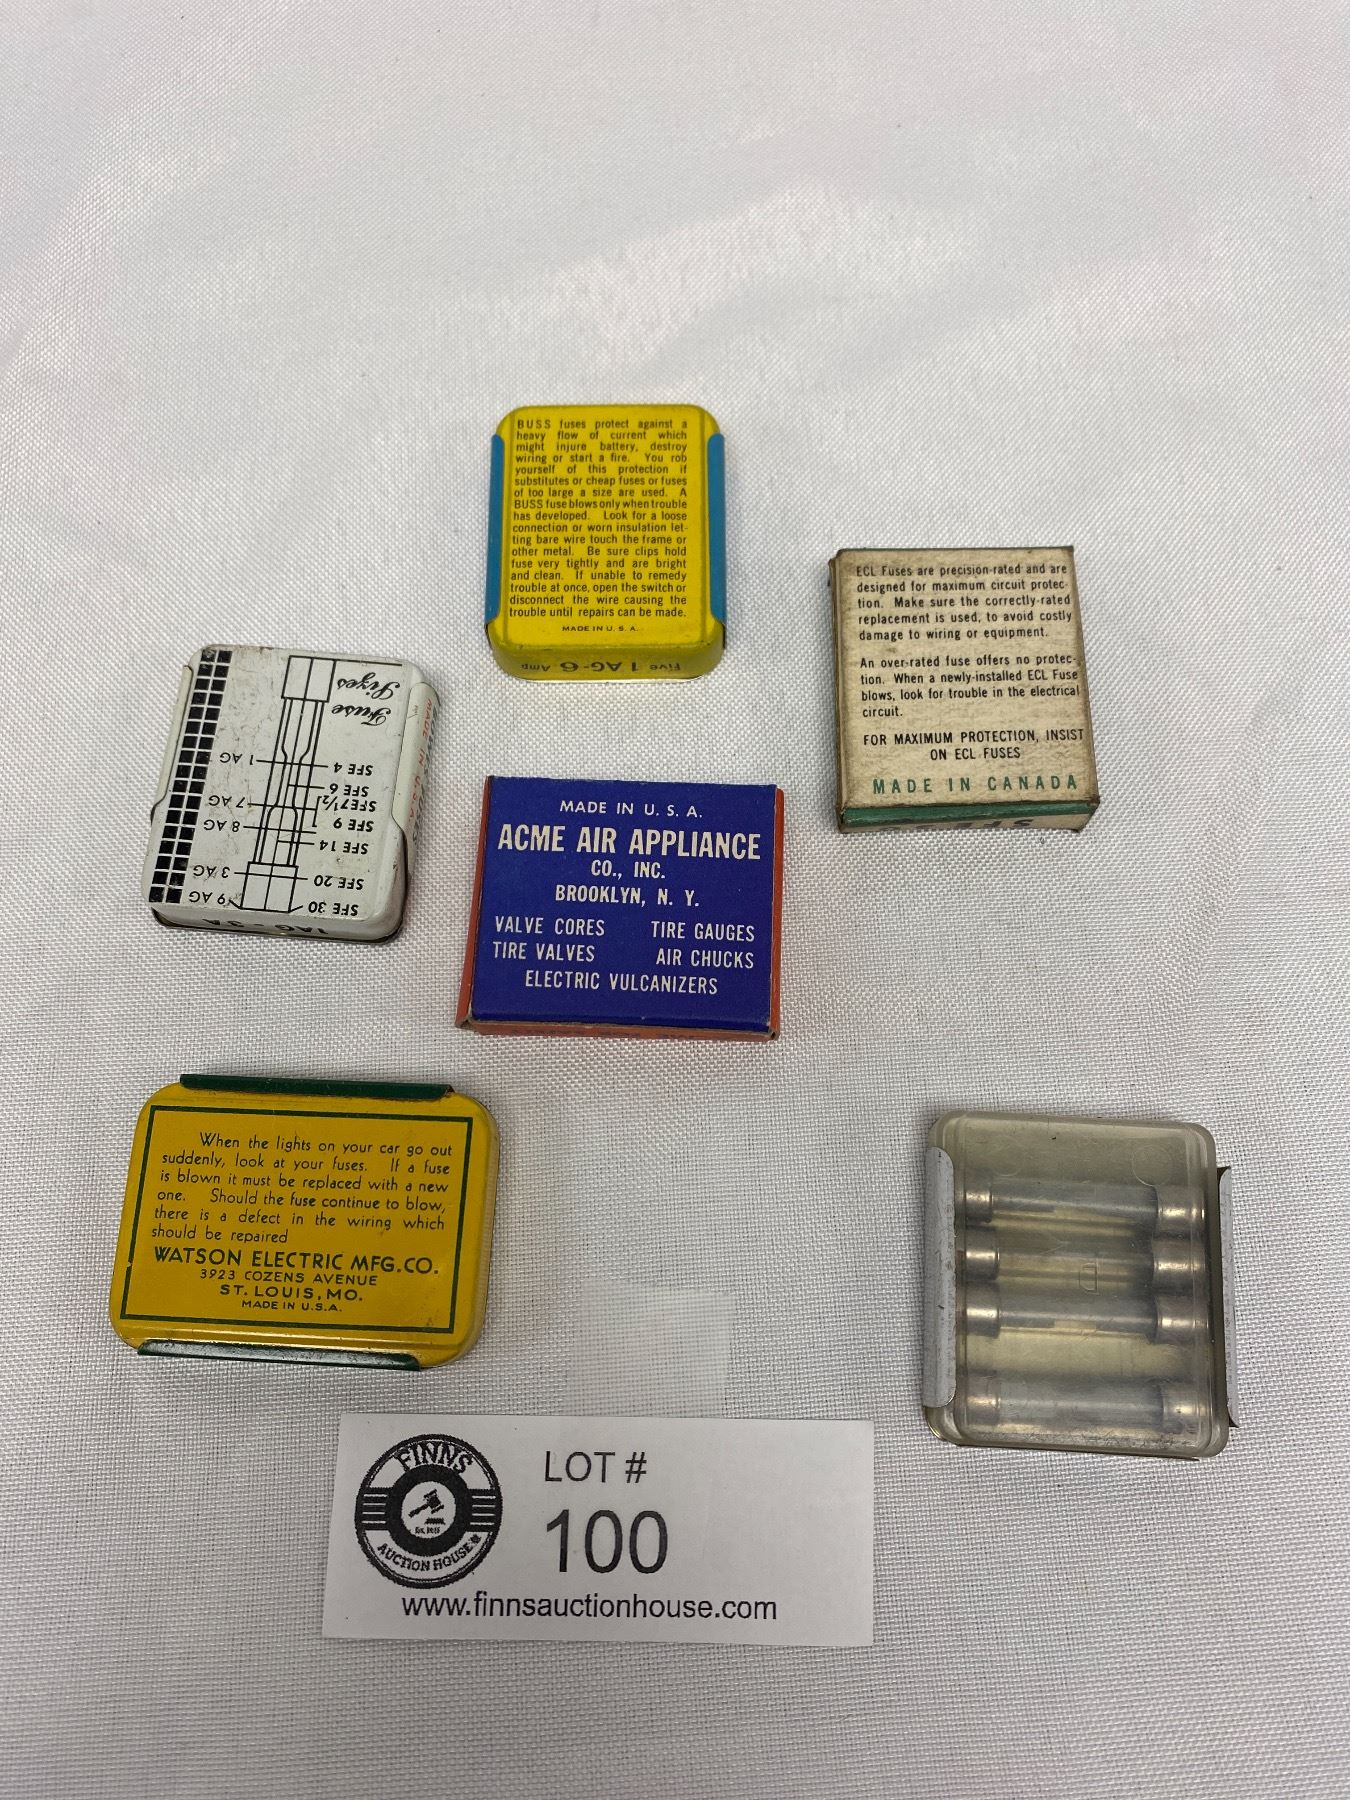 BUSS fuses protect against a
heavy flow of current which
might injure battery, destroy
wiring or start a fire. You rob
yourself of this protection if
substitutes or cheap fuses or fuses
of too large a size are used. A
BUSS fuse blows only when trouble
has developed. Look for a loose
connection or worn insulation let-
ting bare wire touch the frame or
other metal. Be sure clips hold
fuse very tightly and are bright
and clean. If unable to remedy
trouble at once, open the switch or
disconnect the wire causing the
trouble until repairs can be made.
MADE IN U. S. A.
Five 1 AG-6 Amp
ECL Fuses are precision-rated and are
designed for maximum circuit protec-
tion. Make sure the correctly-rated
replacement is used, to avoid costly
damage to wiring or equipment.
An over-rated fuse offers no protec-
tion. When a newly-installed ECL Fuse
blows, look for trouble in the electrical
circuit.
FOR MAXIMUM PROTECTION, INSIST
ON ECL FUSES
MADE IN CANADA
1AG - 3A
SFE 30
9 AG
SFE 20
3 AG
SFE 14
8 AG
SFE 9
7 AG
SFE7½
SFE 6
SFE 4
1 AG
Fuse
Sizes
MADE IN U.S.A.
MADE IN U. S. A.
ACME AIR APPLIANCE
CO., INC.
BROOKLYN, N. Y.
VALVE CORES TIRE GAUGES
TIRE VALVES AIR CHUCKS
ELECTRIC VULCANIZERS
When the lights on your car go out
suddenly, look at your fuses. If a fuse
is blown it must be replaced with a new
one. Should the fuse continue to blow,
there is a defect in the wiring which
should be repaired
WATSON ELECTRIC MFG. CO.
3923 COZENS AVENUE
ST. LOUIS, MO.
MADE IN U.S.A.
FINNS
AUCTION HOUSE
LOT #
100
www.finnsauctionhouse.com